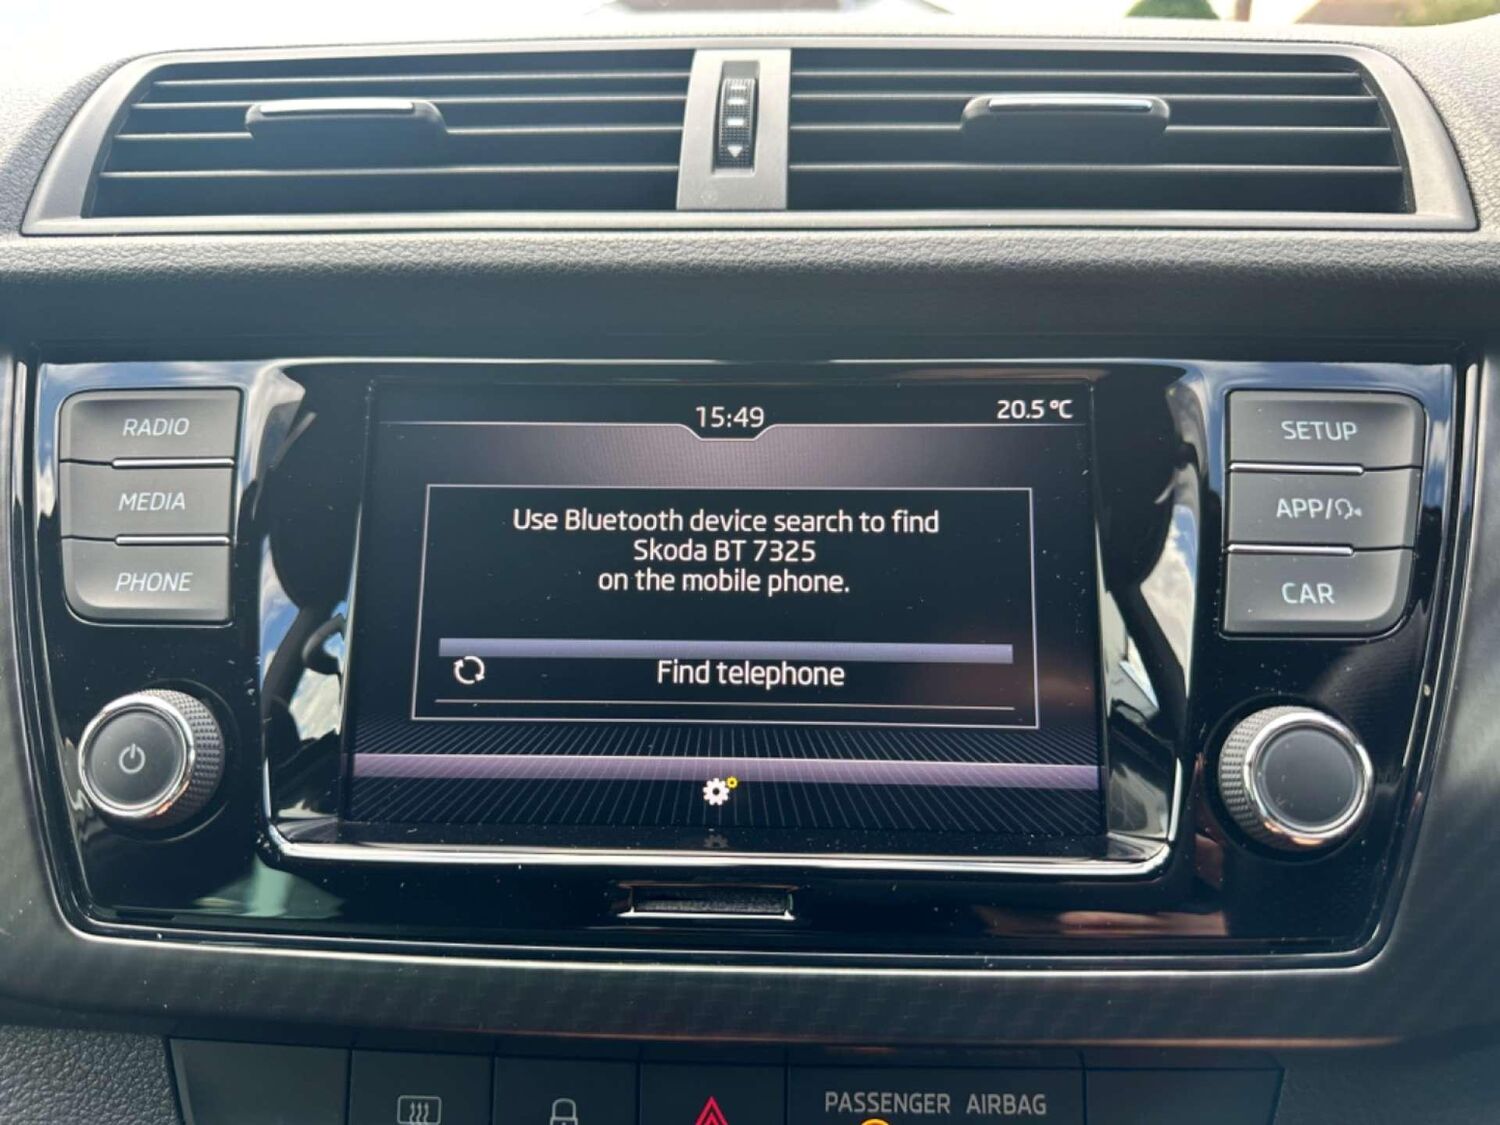 15:49
20.5 °C
RADIO
MEDIA
PHONE
Use Bluetooth device search to find
Skoda BT 7325
on the mobile phone.
Find telephone
SETUP
APP/
CAR
PASSENGER AIRBAG